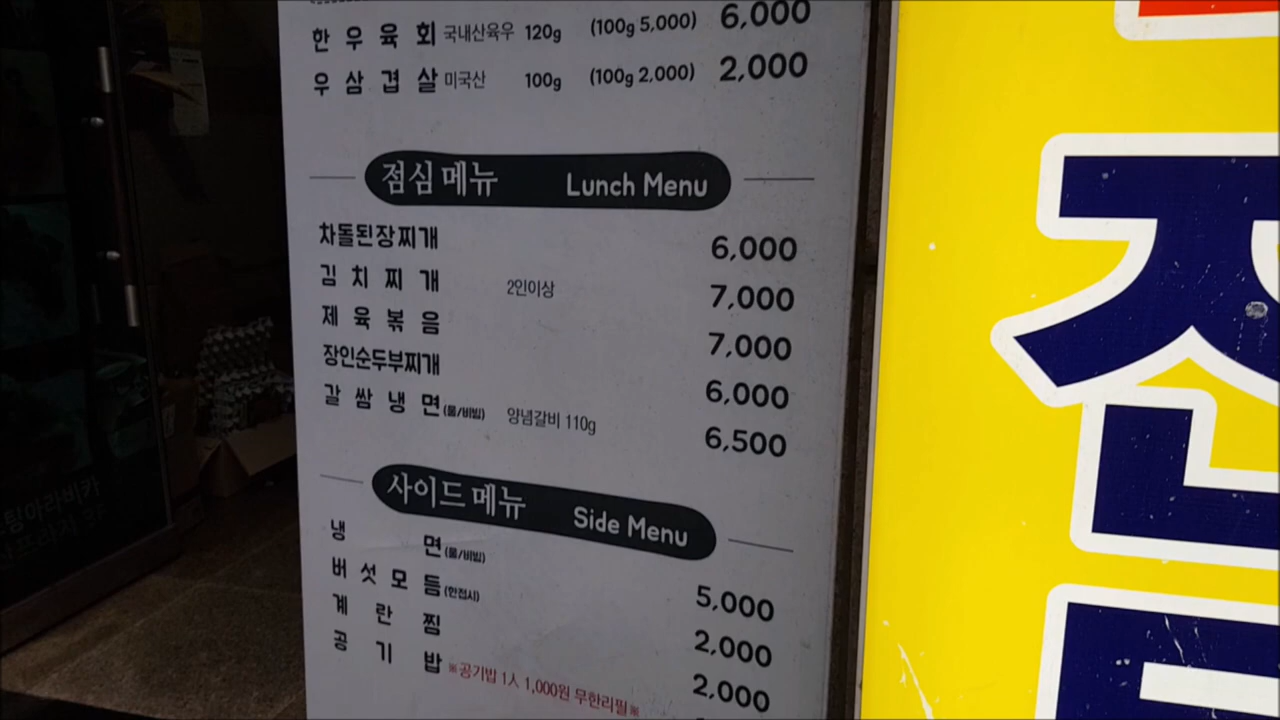 한우육회 국내산육우 120g (100g 5,000) 6,000
우삼겹살 미국산 100g (100g 2,000) 2,000
점심메뉴 Lunch Menu
차돌된장찌개 6,000
김치찌개 2인이상 7,000
제육볶음 7,000
장인순두부찌개 6,000
갈쌈냉면(물/비빔) 양념갈비 110g 6,500
사이드메뉴 Side Menu
냉면(물/비빔) 5,000
버섯모듬(한접시) 2,000
계란찜 2,000
공기밥 ※공기밥 1人 1,000원 무한리필※